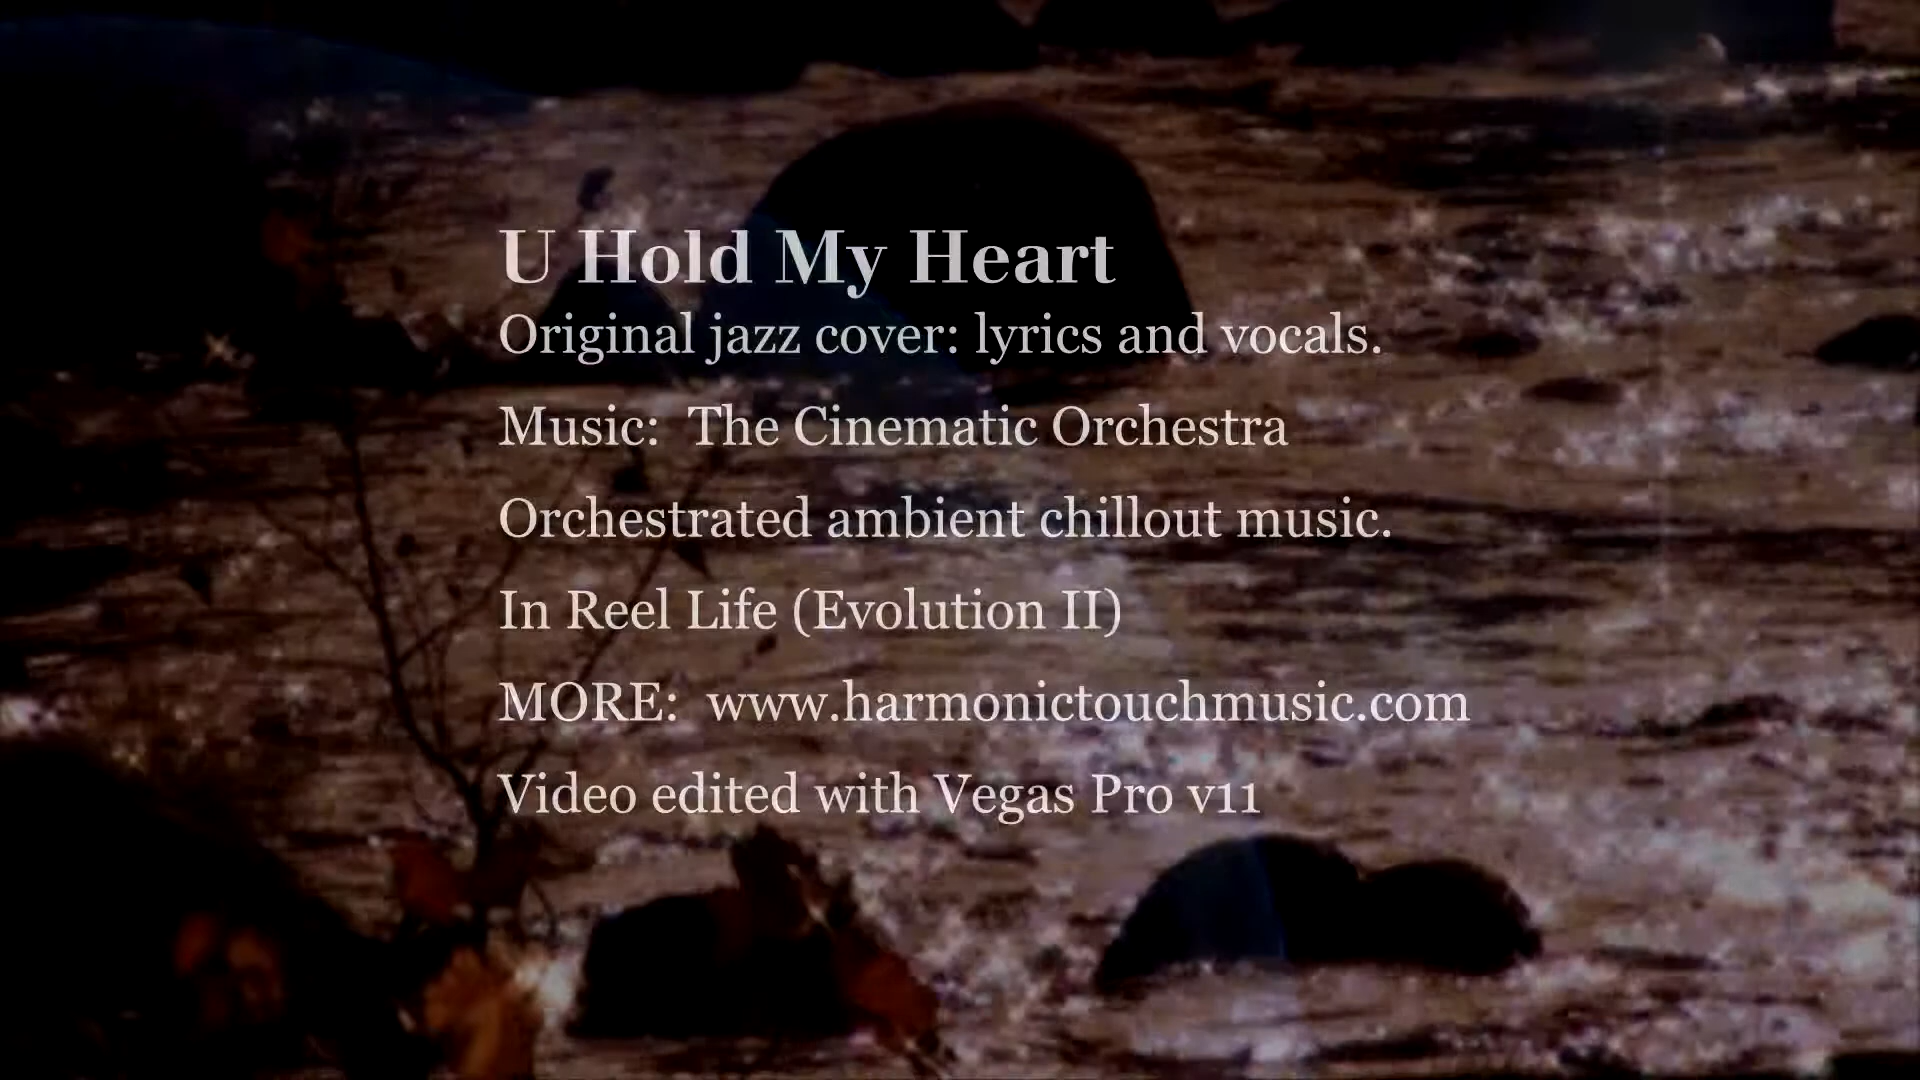 U Hold My Heart
Original jazz cover: lyrics and vocals.
Music:  The Cinematic Orchestra
Orchestrated ambient chillout music.
In Reel Life (Evolution II)
MORE:  www.harmonictouchmusic.com
Video edited with Vegas Pro v11